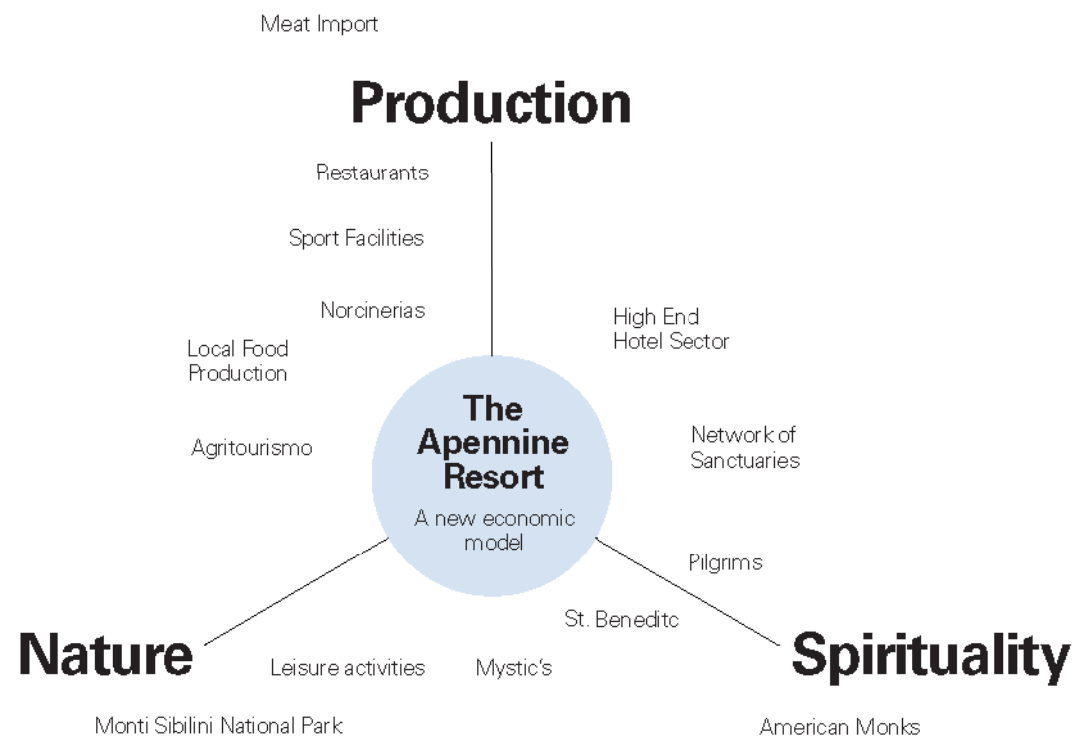 Meat Import
Production
Restaurants
Sport Facilities
Norcinerias
High End
Hotel Sector
Local Food
Production
The
Apennine
Resort
A new economic
model
Agritourismo
Network of
Sanctuaries
Pilgrims
St. Beneditc
Nature
Leisure activities
Mystic's
Spirituality
Monti Sibilini National Park
American Monks